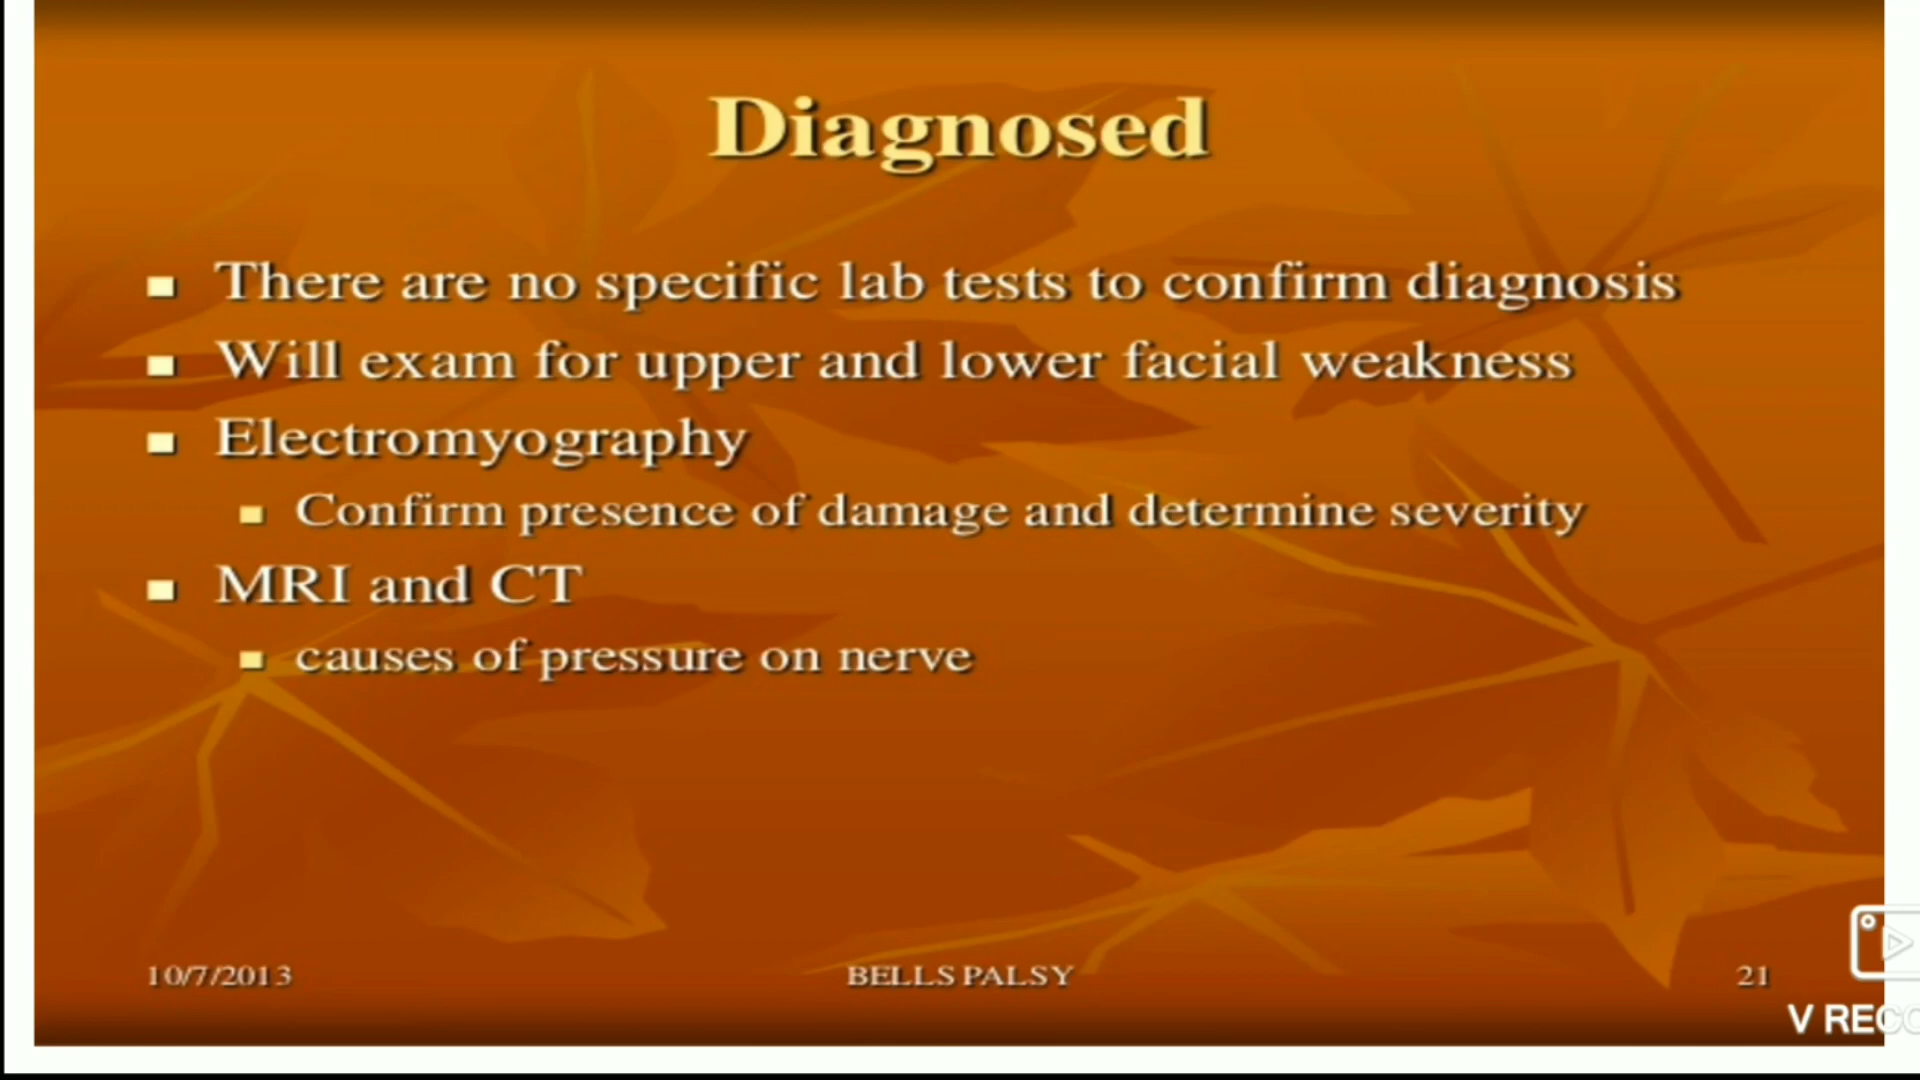 Diagnosed
There are no specific lab tests to confirm diagnosis
Will exam for upper and lower facial weakness
Electromyography
Confirm presence of damage and determine severity
MRI and CT
causes of pressure on nerve
10/7/2013
BELLS PALSY
21
V RECO